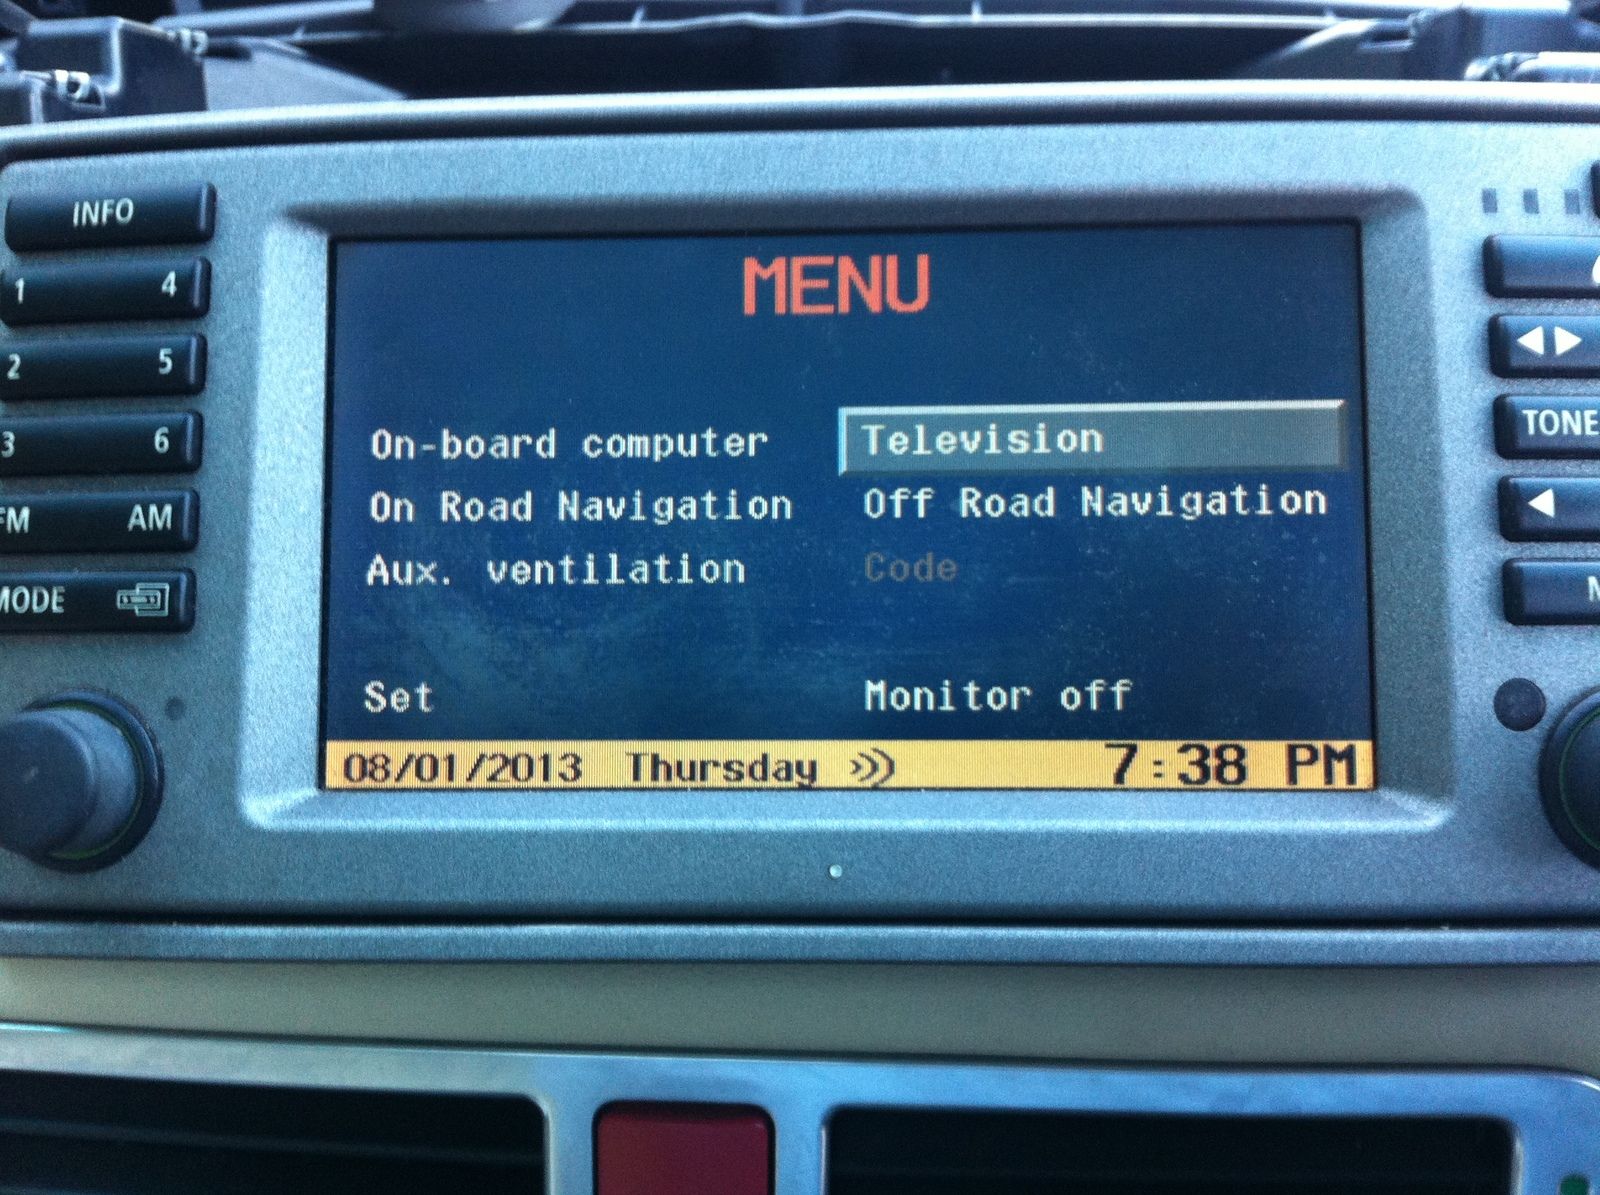 INFO
MENU
1 4
2 5
TONE
On-board computer Television
3 6
On Road Navigation Off Road Navigation
FM AM
Aux. ventilation Code
MODE
Set Monitor off
08/01/2013 Thursday 7:38 PM